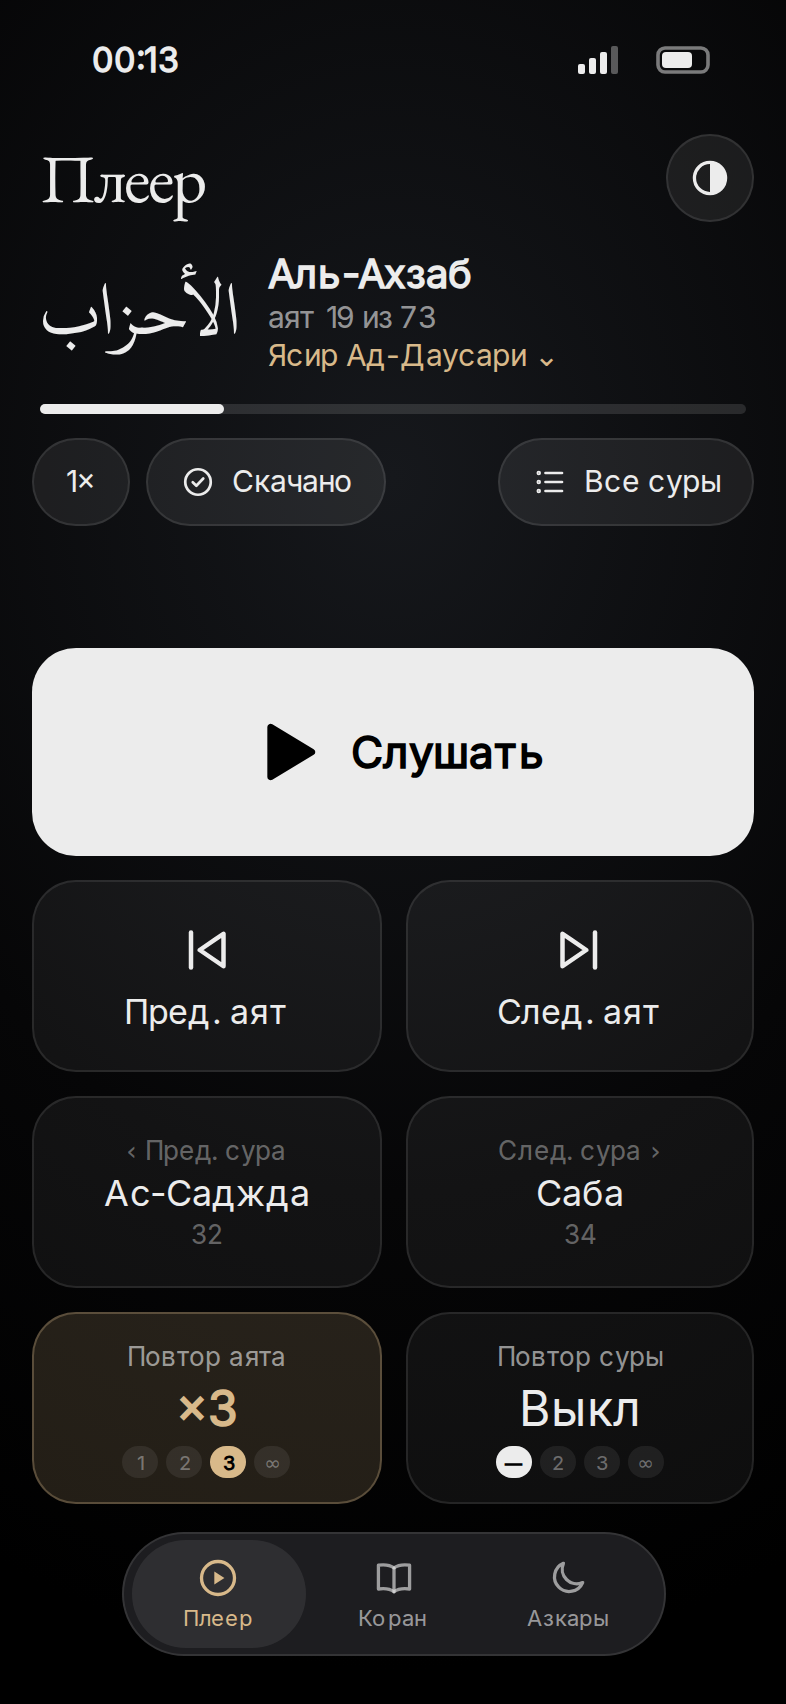 00:13
Плеер
الأحزاب
Аль-Ахзаб
аят 19 из 73
Ясир Ад-Даусари
1×
Скачано
Все суры
Слушать
Пред. аят
След. аят
‹ Пред. сура
Ас-Саджда
32
След. сура ›
Саба
34
Повтор аята
×3
1 2 3 ∞
Повтор суры
Выкл
— 2 3 ∞
Плеер
Коран
Азкары